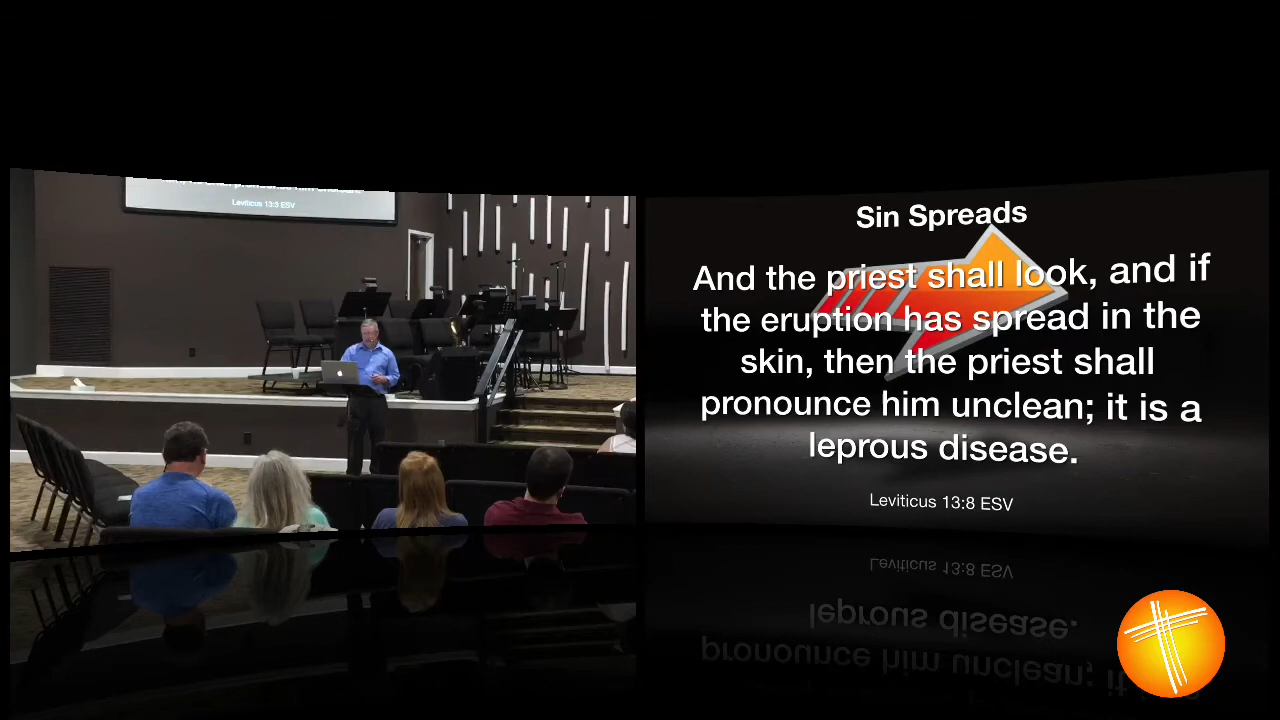 Leviticus 13:8 ESV
Sin Spreads
And the priest shall look, and if
the eruption has spread in the
skin, then the priest shall
pronounce him unclean; it is a
leprous disease.
Leviticus 13:8 ESV